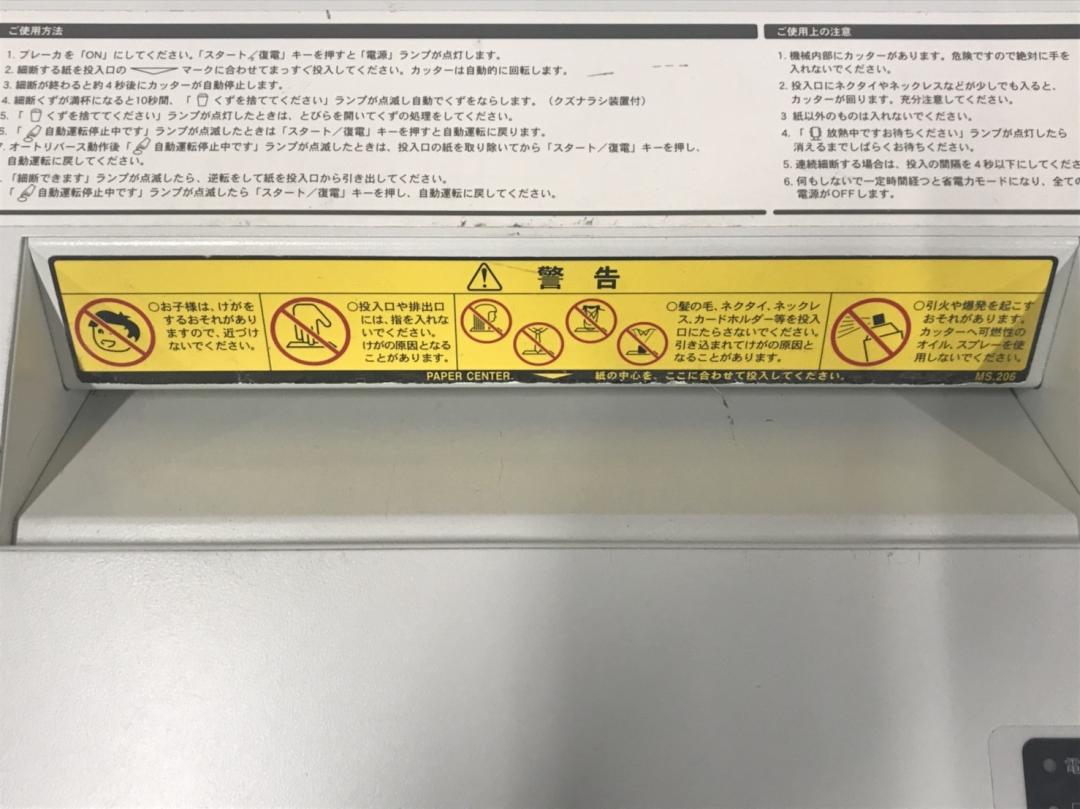 ご使用方法
1. ブレーカを「ON」にしてください。「スタート／復電」キーを押すと「電源」ランプが点灯します。
2. 細断する紙を投入口の マークに合わせてまっすぐ投入してください。カッターは自動的に回転します。
3. 細断が終わると約4秒後にカッターが自動停止します。
4. 細断くずが満杯になると10秒間、「 くずを捨ててください」ランプが点滅し自動でくずをならします。（クズナラシ装置付）
5. 「 くずを捨ててください」ランプが点灯したときは、とびらを開いてくずの処理をしてください。
6. 「 自動運転停止中です」ランプが点滅したときは「スタート／復電」キーを押すと自動運転に戻ります。
7. オートリバース動作後「 自動運転停止中です」ランプが点滅したときは、投入口の紙を取り除いてから「スタート／復電」キーを押し、
自動運転に戻してください。
「細断できます」ランプが点滅したら、逆転をして紙を投入口から引き出してください。
「 自動運転停止中です」ランプが点滅したら「スタート／復電」キーを押し、自動運転に戻してください。
ご使用上の注意
1. 機械内部にカッターがあります。危険ですので絶対に手を
入れないでください。
2. 投入口にネクタイやネックレスなどが少しでも入ると、
カッターが回ります。充分注意してください。
3 紙以外のものは入れないでください。
4. 「 放熱中ですお待ちください」ランプが点灯したら
消えるまでしばらくお待ちください。
5. 連続細断する場合は、投入の間隔を4秒以下にしてくださ
6. 何もしないで一定時間経つと省電力モードになり、全ての
電源がOFFします。
警告
○お子様は、けがを
するおそれがあり
ますので、近づけ
ないでください。
○投入口や排出口
には、指を入れな
いでください。
けがの原因となる
ことがあります。
○髪の毛、ネクタイ、ネックレ
ス、カードホルダー等を投入
口にたらさないでください。
引き込まれてけがの原因と
なることがあります。
○引火や爆発を起こす
おそれがあります。
カッターへ可燃性の
オイル、スプレーを使
用しないでください。
PAPER CENTER. 紙の中心を、ここに合わせて投入してください。 MS.206
電